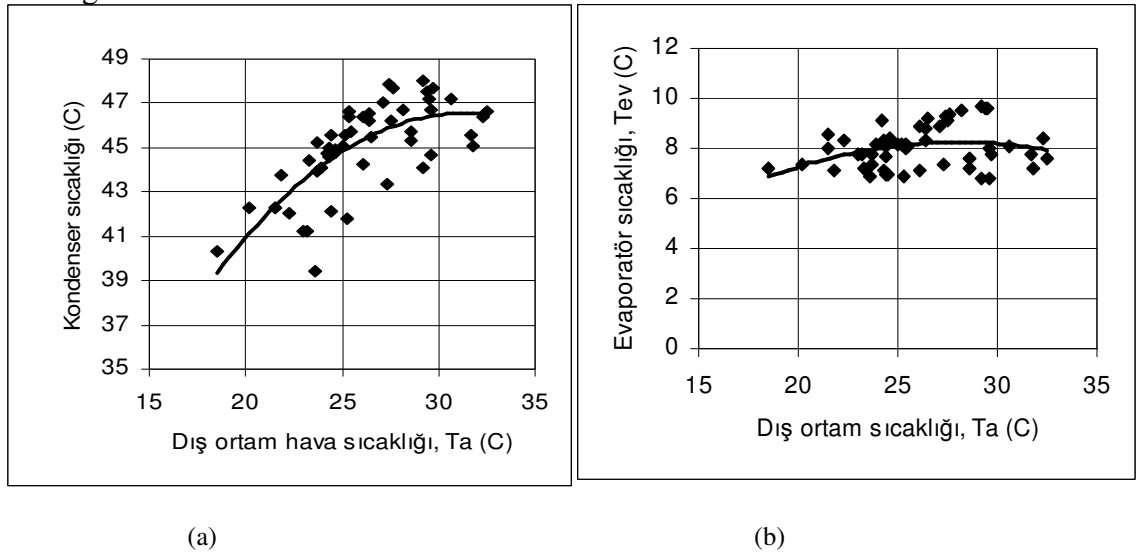 49
47
45
43
41
39
37
35
Kondenser sıcaklığı (C)
15 20 25 30 35
Dış ortam hava sıcaklığı, Ta (C)
12
10
8
6
4
2
0
Evaporatör sıcaklığı, Tev (C)
15 20 25 30 35
Dış ortam sıcaklığı, Ta (C)
(a) (b)